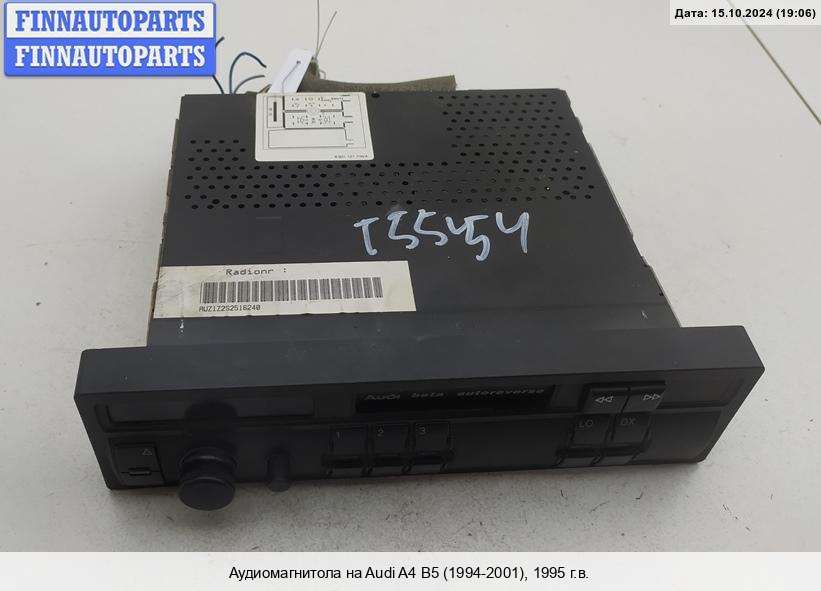 FINNAUTOPARTS
FINNAUTOPARTS
Дата: 15.10.2024 (19:06)
T55454
Radionr :
AUZ1Z2S2516240
Audi beta autoreverse
1 2 3
LO DX
Аудиомагнитола на Audi A4 B5 (1994-2001), 1995 г.в.